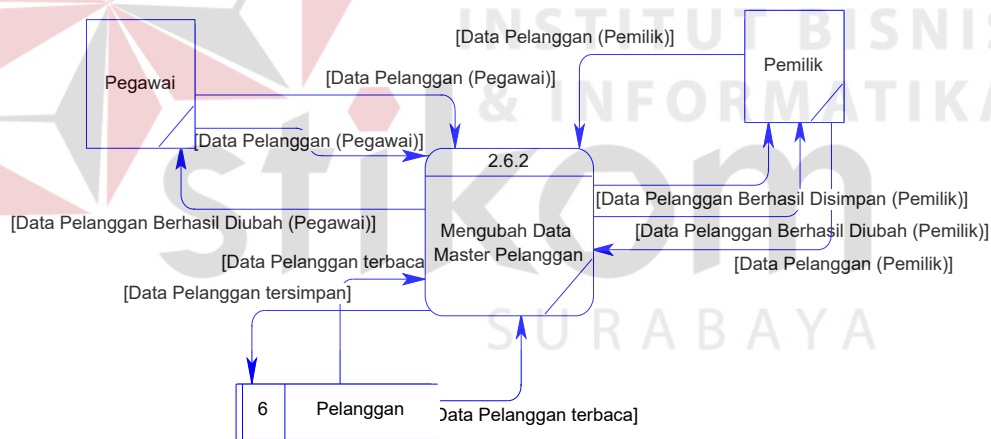 INSTITUT BISNIS
& INFORMATIKA
stikom
SURABAYA
[Data Pelanggan (Pemilik)]
Pegawai
Pemilik
[Data Pelanggan (Pegawai)]
[Data Pelanggan (Pegawai)]
2.6.2
[Data Pelanggan Berhasil Disimpan (Pemilik)]
[Data Pelanggan Berhasil Diubah (Pegawai)]
Mengubah Data
Master Pelanggan
[Data Pelanggan Berhasil Diubah (Pemilik)]
[Data Pelanggan terbaca
[Data Pelanggan (Pemilik)]
[Data Pelanggan tersimpan]
6
Pelanggan
Data Pelanggan terbaca]